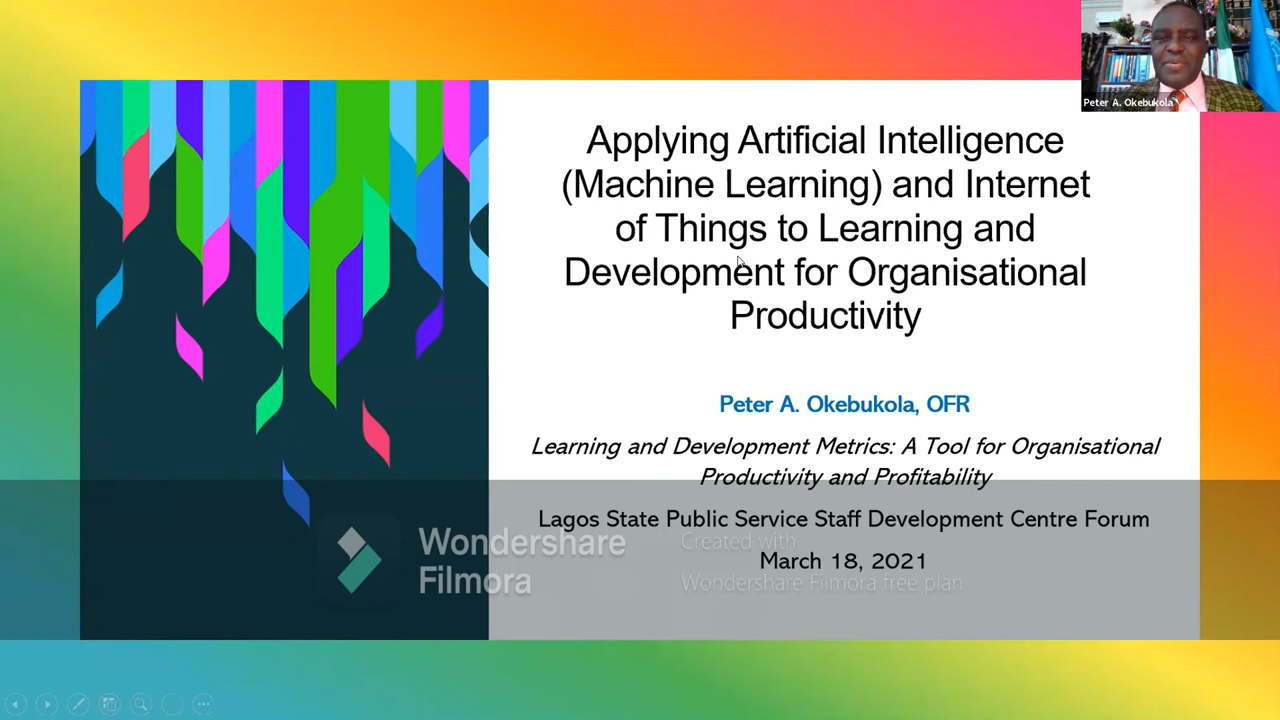 Peter A. Okebukola
Applying Artificial Intelligence
(Machine Learning) and Internet
of Things to Learning and
Development for Organisational
Productivity
Peter A. Okebukola, OFR
Learning and Development Metrics: A Tool for Organisational
Productivity and Profitability
Lagos State Public Service Staff Development Centre Forum
March 18, 2021
Wondershare
Filmora
Created with
Wondershare Filmora free plan